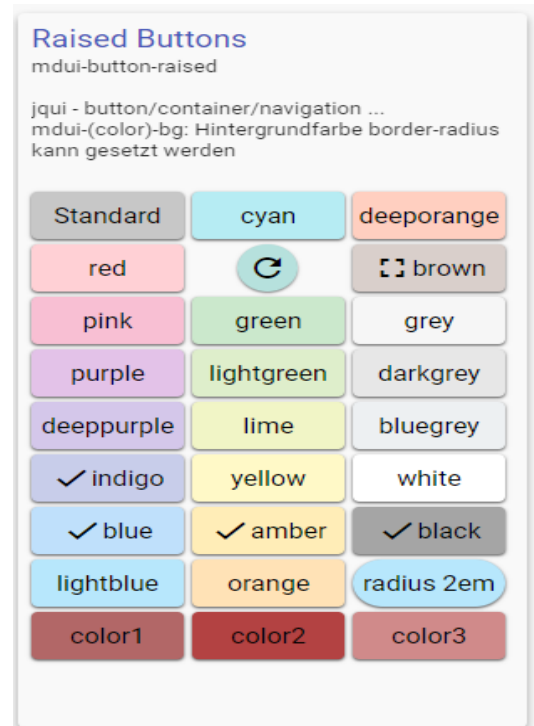 Raised Buttons
mdui-button-raised
jqui - button/container/navigation ...
mdui-(color)-bg: Hintergrundfarbe border-radius
kann gesetzt werden
Standard cyan deeporange
red brown
pink green grey
purple lightgreen darkgrey
deeppurple lime bluegrey
indigo yellow white
blue amber black
lightblue orange radius 2em
color1 color2 color3